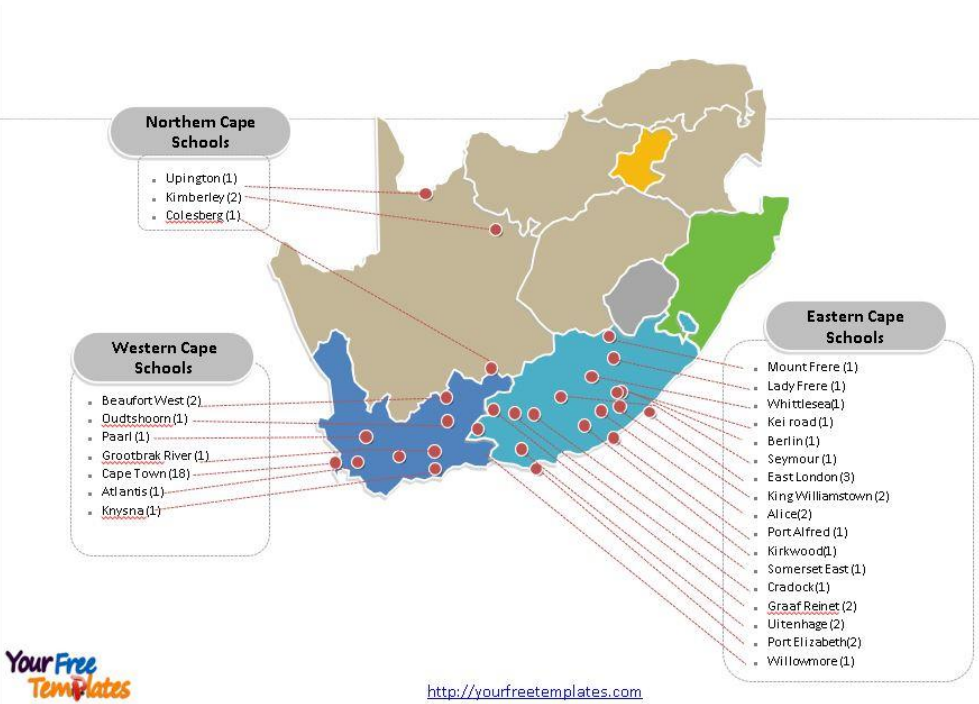 Northern Cape
Schools
Upington (1)
Kimberley (2)
Colesberg (1)
Western Cape
Schools
Beaufort West (2)
Oudtshoorn (1)
Paarl (1)
Grootbrak River (1)
Cape Town (18)
Atlantis (1)
Knysna (1)
Eastern Cape
Schools
Mount Frere (1)
Lady Frere (1)
Whittlesea(1)
Kei road (1)
Berlin (1)
Seymour (1)
East London (3)
King Williamstown (2)
Alice(2)
Port Alfred (1)
Kirkwood(1)
Somerset East (1)
Cradock(1)
Graaf Reinet (2)
Uitenhage (2)
Port Elizabeth(2)
Willowmore (1)
Your Free
Templates
http://yourfreetemplates.com